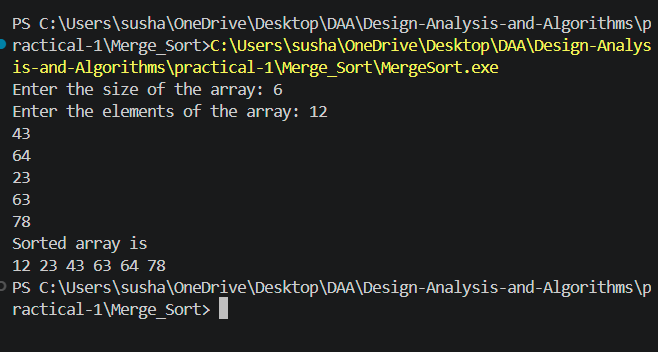 PS C:\Users\susha\OneDrive\Desktop\DAA\Design-Analysis-and-Algorithms\p
ractical-1\Merge_Sort>C:\Users\susha\OneDrive\Desktop\DAA\Design-Analys
is-and-Algorithms\practical-1\Merge_Sort\MergeSort.exe
Enter the size of the array: 6
Enter the elements of the array: 12
43
64
23
63
78
Sorted array is
12 23 43 63 64 78
PS C:\Users\susha\OneDrive\Desktop\DAA\Design-Analysis-and-Algorithms\p
ractical-1\Merge_Sort>